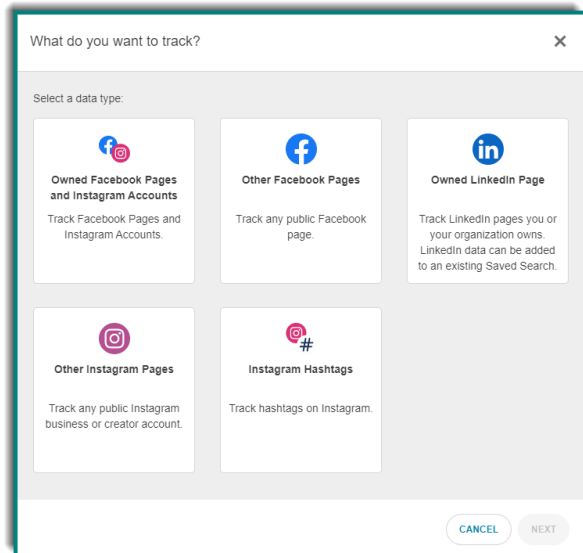 What do you want to track?
Select a data type:
Owned Facebook Pages
and Instagram Accounts
Track Facebook Pages and
Instagram Accounts.
Other Facebook Pages
Track any public Facebook
page.
Owned LinkedIn Page
Track LinkedIn pages you or
your organization owns.
LinkedIn data can be added
to an existing Saved Search.
Other Instagram Pages
Track any public Instagram
business or creator account.
#
Instagram Hashtags
Track hashtags on Instagram.
CANCEL
NEXT